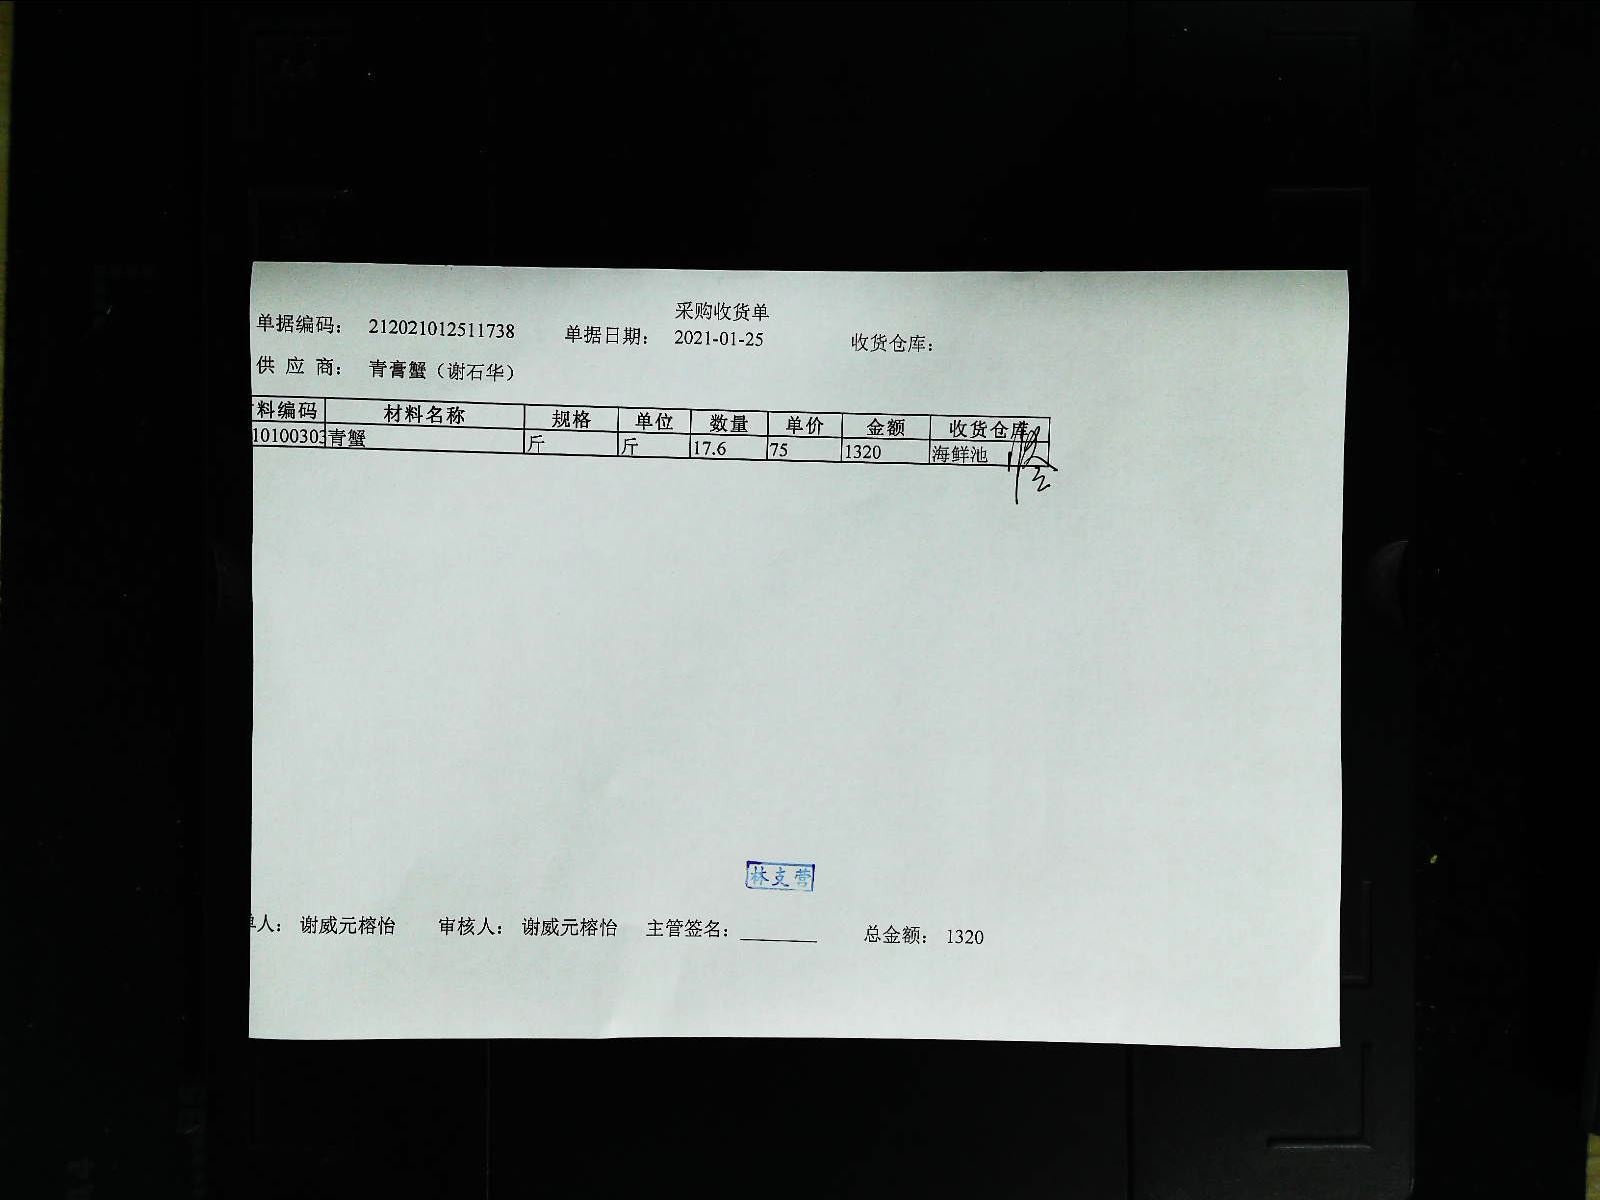 采购收货单
单据编码： 212021012511738 单据日期： 2021-01-25 收货仓库：
供 应 商： 青膏蟹（谢石华）
料编码 材料名称 规格 单位 数量 单价 金额 收货仓库
10100303 青蟹 斤 斤 17.6 75 1320 海鲜池
林支营
单人： 谢威元榕怡 审核人： 谢威元榕怡 主管签名： 总金额： 1320